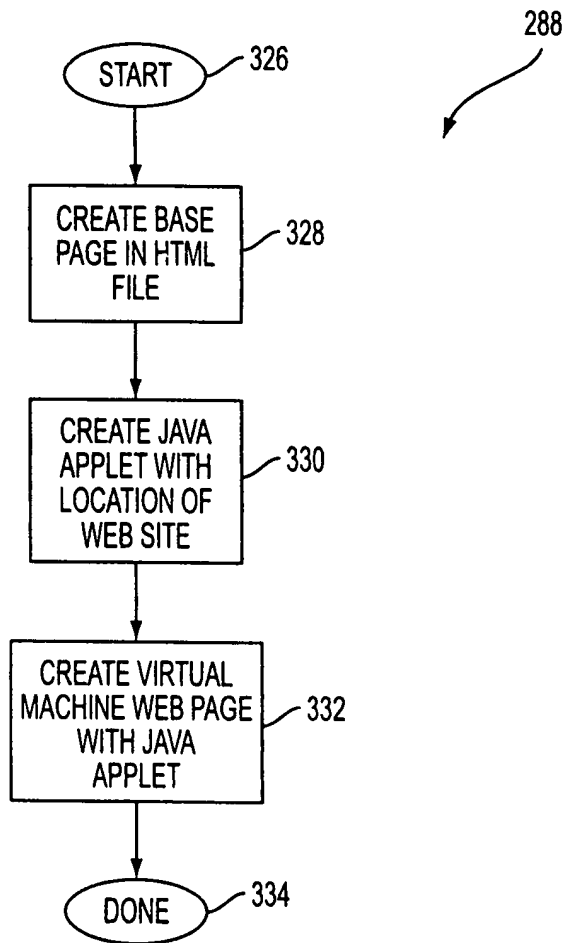 288
START
326
CREATE BASE
PAGE IN HTML
FILE
328
CREATE JAVA
APPLET WITH
LOCATION OF
WEB SITE
330
CREATE VIRTUAL
MACHINE WEB PAGE
WITH JAVA
APPLET
332
DONE
334